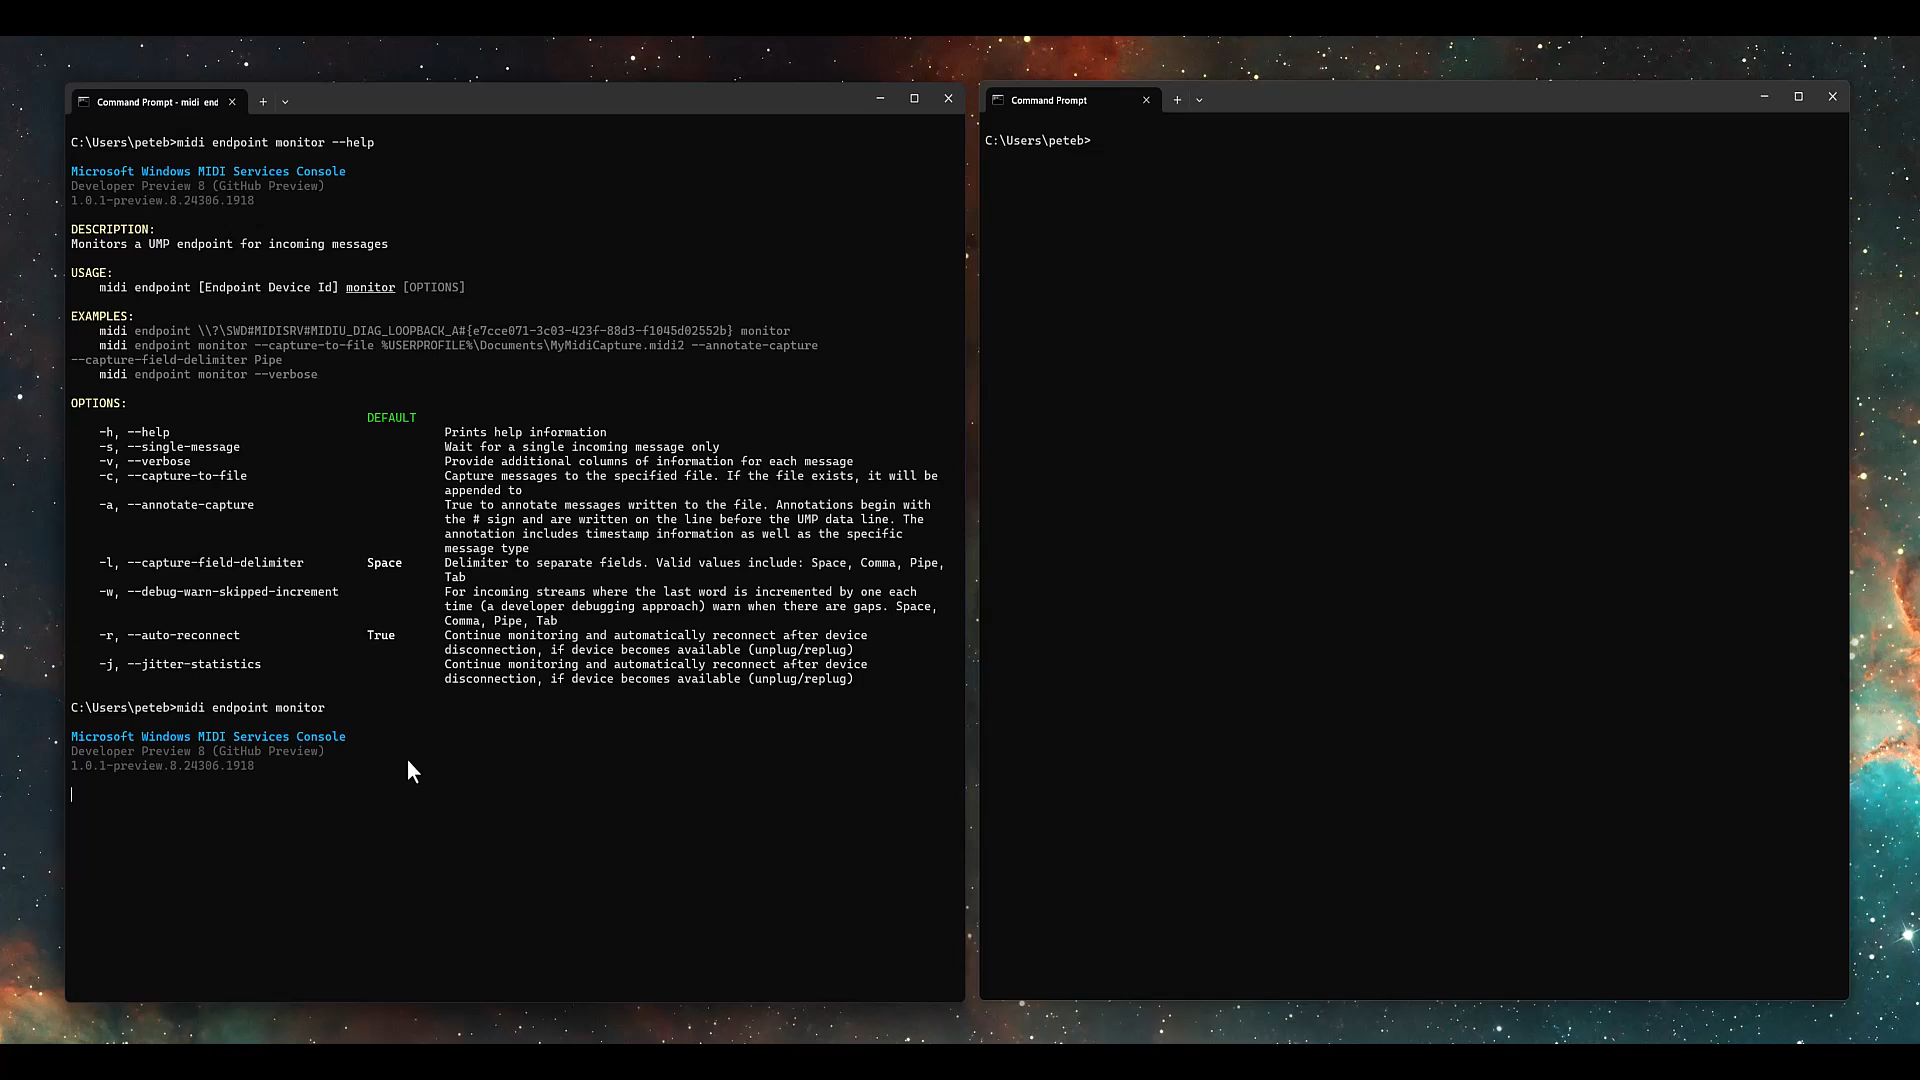 Command Prompt - midi end
C:\Users\peteb>midi endpoint monitor --help
Microsoft Windows MIDI Services Console
Developer Preview 8 (GitHub Preview)
1.0.1-preview.8.24306.1918
DESCRIPTION:
Monitors a UMP endpoint for incoming messages
USAGE:
midi endpoint [Endpoint Device Id] monitor [OPTIONS]
EXAMPLES:
midi endpoint \\?\SWD#MIDISRV#MIDIU_DIAG_LOOPBACK_A#{e7cce071-3c03-423f-88d3-f1045d02552b} monitor
midi endpoint monitor --capture-to-file %USERPROFILE%\Documents\MyMidiCapture.midi2 --annotate-capture
--capture-field-delimiter Pipe
midi endpoint monitor --verbose
OPTIONS:
DEFAULT
-h, --help Prints help information
-s, --single-message Wait for a single incoming message only
-v, --verbose Provide additional columns of information for each message
-c, --capture-to-file Capture messages to the specified file. If the file exists, it will be
appended to
-a, --annotate-capture True to annotate messages written to the file. Annotations begin with
the # sign and are written on the line before the UMP data line. The
annotation includes timestamp information as well as the specific
message type
-l, --capture-field-delimiter Space Delimiter to separate fields. Valid values include: Space, Comma, Pipe,
Tab
-w, --debug-warn-skipped-increment For incoming streams where the last word is incremented by one each
time (a developer debugging approach) warn when there are gaps. Space,
Comma, Pipe, Tab
-r, --auto-reconnect True Continue monitoring and automatically reconnect after device
disconnection, if device becomes available (unplug/replug)
-j, --jitter-statistics Continue monitoring and automatically reconnect after device
disconnection, if device becomes available (unplug/replug)
C:\Users\peteb>midi endpoint monitor
Microsoft Windows MIDI Services Console
Developer Preview 8 (GitHub Preview)
1.0.1-preview.8.24306.1918
Command Prompt
C:\Users\peteb>